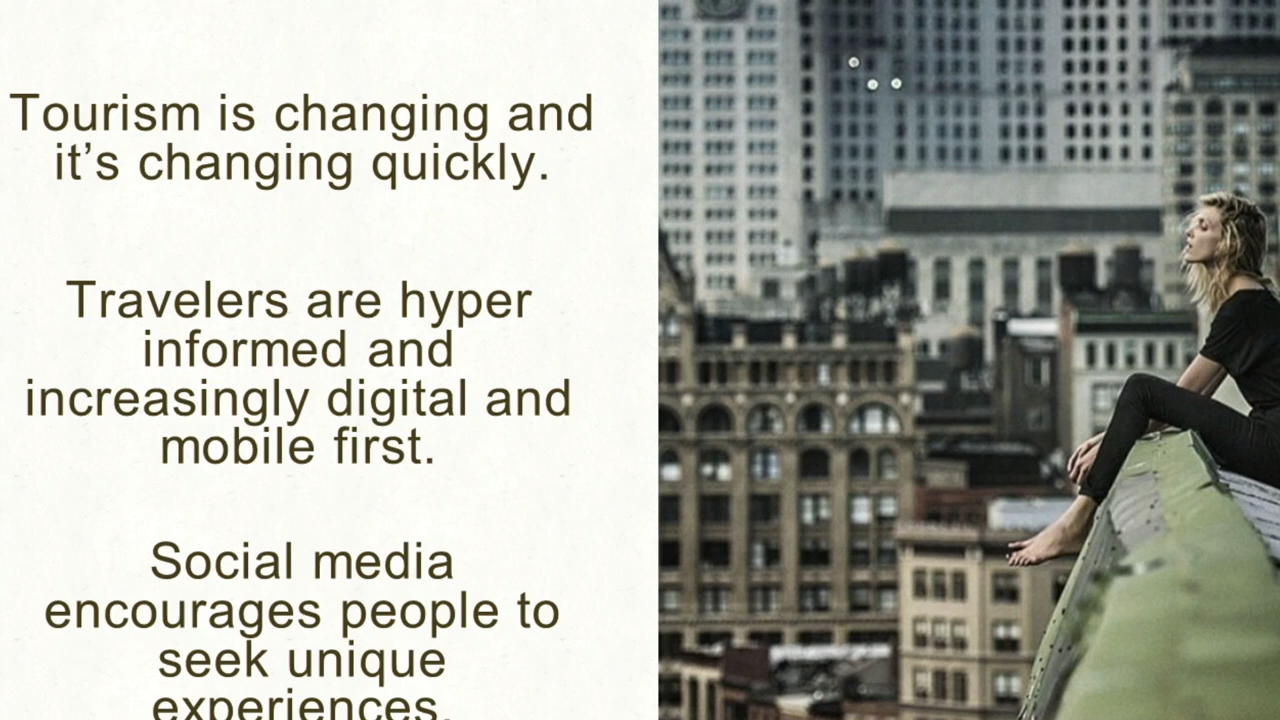 Tourism is changing and
it’s changing quickly.
Travelers are hyper
informed and
increasingly digital and
mobile first.
Social media
encourages people to
seek unique
experiences.